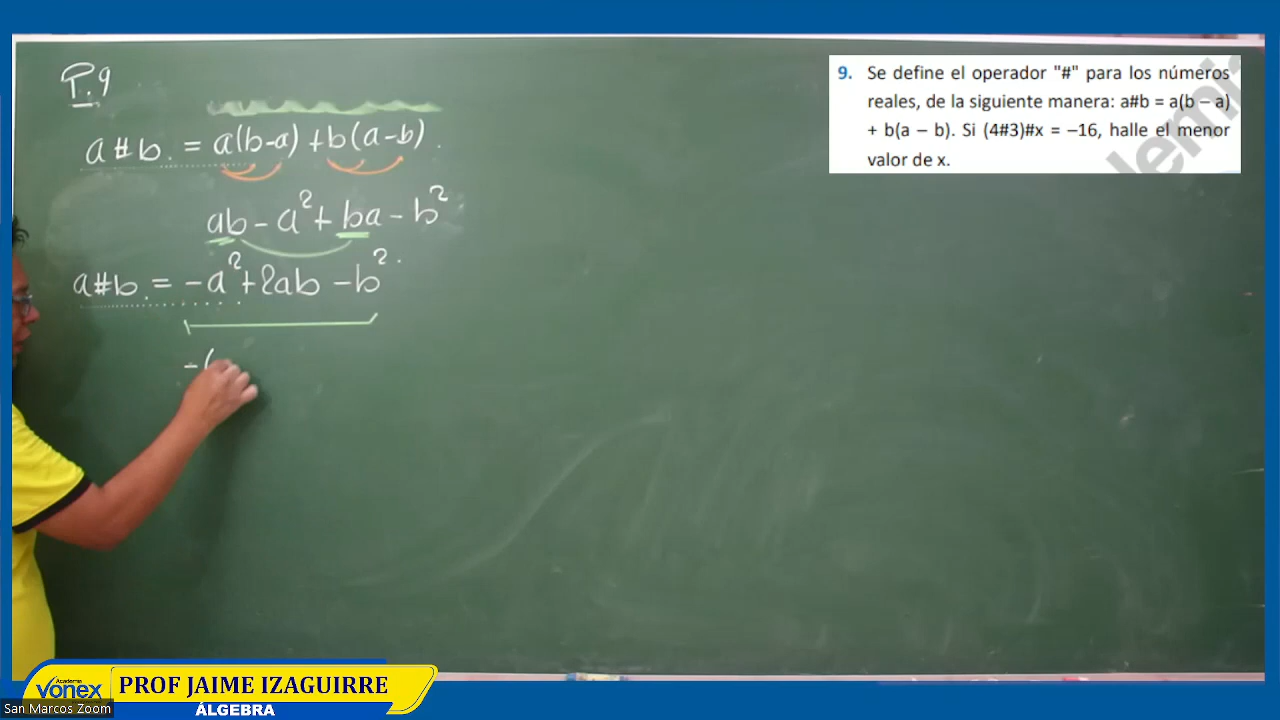 P.9
a # b = a(b-a) + b(a-b).
ab - a² + ba - b²
a#b = -a² + 2ab - b².
-(
9. Se define el operador "#" para los números
reales, de la siguiente manera: a#b = a(b – a)
+ b(a – b). Si (4#3)#x = –16, halle el menor
valor de x.
Academia
VONEX
PROF JAIME IZAGUIRRE
ÁLGEBRA
San Marcos Zoom